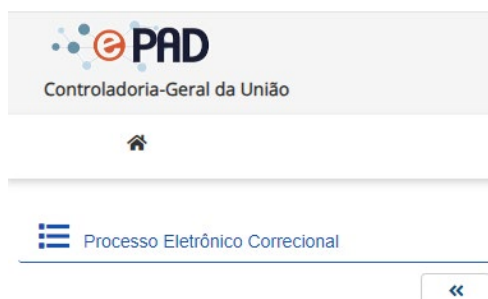 ePAD
Controladoria-Geral da União
Processo Eletrônico Correcional
«